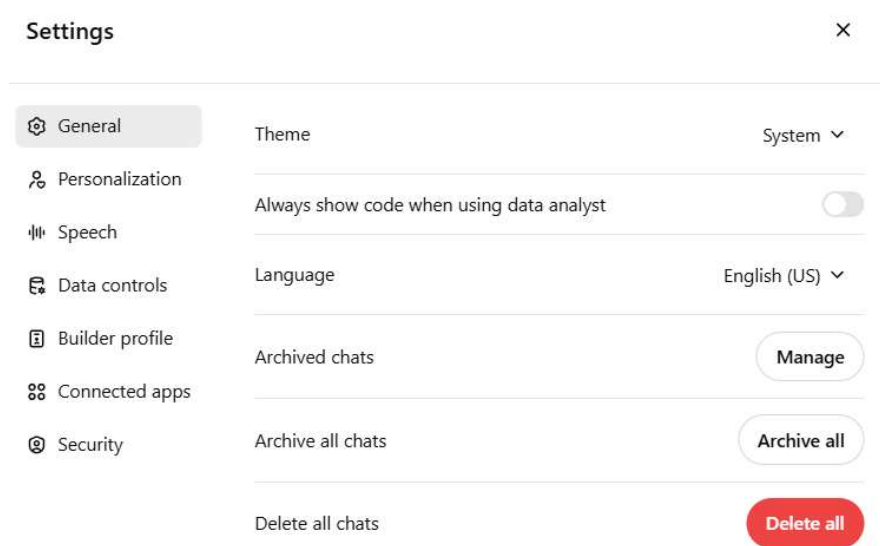 Settings
General
Personalization
Speech
Data controls
Builder profile
Connected apps
Security
Theme
System
Always show code when using data analyst
Language
English (US)
Archived chats
Manage
Archive all chats
Archive all
Delete all chats
Delete all